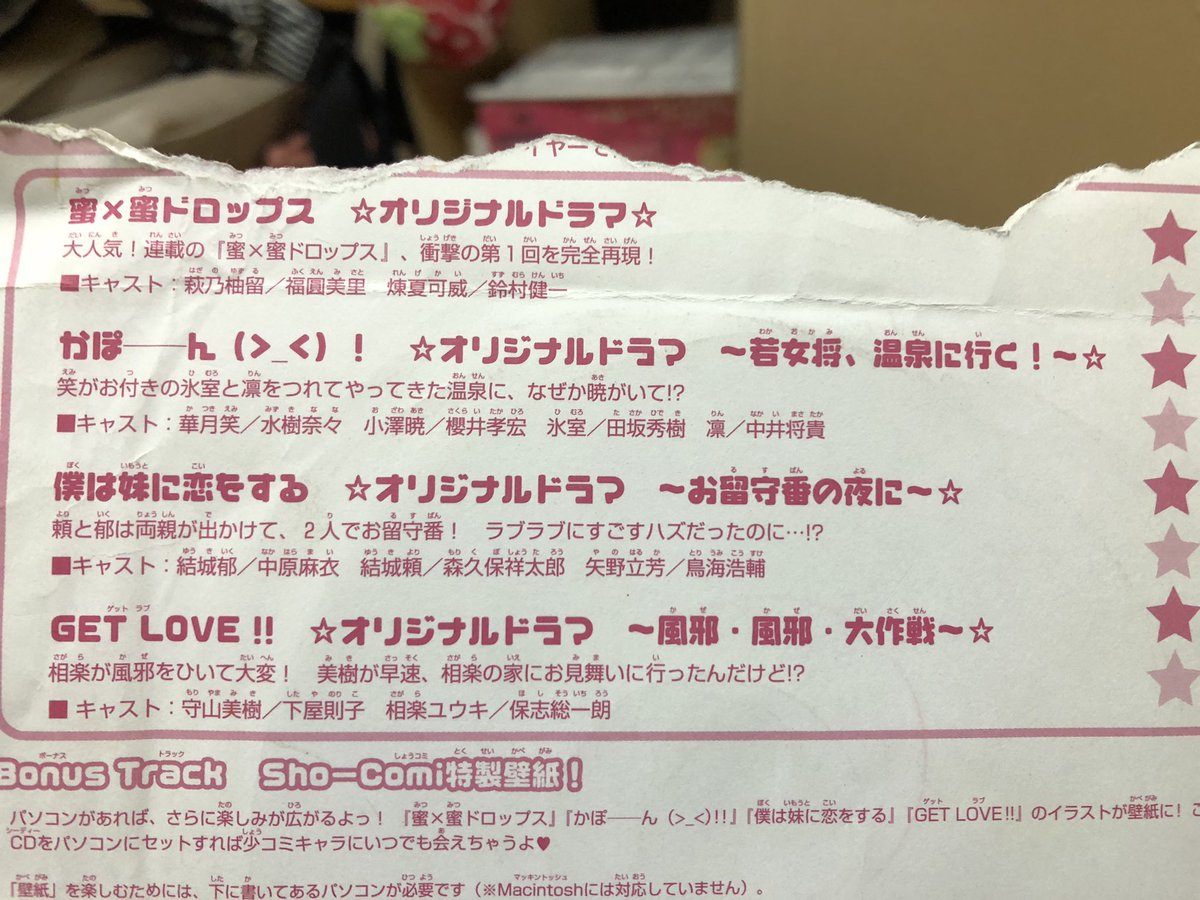 イヤーで
蜜×蜜ドロップス ☆オリジナルドラマ☆
大人気！連載の『蜜×蜜ドロップス』、衝撃の第１回を完全再現！
■キャスト：萩乃柚留／福圓美里 煉夏可威／鈴村健一
かぽ――ん（>_<）！ ☆オリジナルドラマ ～若女将、温泉に行く！～☆
笑がお付きの氷室と凛をつれてやってきた温泉に、なぜか暁がいて!?
■キャスト：華月笑／水樹奈々 小澤暁／櫻井孝宏 氷室／田坂秀樹 凛／中井将貴
僕は妹に恋をする ☆オリジナルドラマ ～お留守番の夜に～☆
頼と郁は両親が出かけて、２人でお留守番！ ラブラブにすごすハズだったのに…!?
■キャスト：結城郁／中原麻衣 結城頼／森久保祥太郎 矢野立芳／鳥海浩輔
GET LOVE!! ☆オリジナルドラマ ～風邪・風邪・大作戦～☆
相楽が風邪をひいて大変！ 美樹が早速、相楽の家にお見舞いに行ったんだけど!?
■キャスト：守山美樹／下屋則子 相楽ユウキ／保志総一朗
Bonus Track Sho-Comi特製壁紙！
パソコンがあれば、さらに楽しみが広がるよっ！『蜜×蜜ドロップス』『かぽ――ん（>_<）!!』『僕は妹に恋をする』『GET LOVE!!』のイラストが壁紙に！こ
CDをパソコンにセットすれば少コミキャラにいつでも会えちゃうよ♥
「壁紙」を楽しむためには、下に書いてあるパソコンが必要です（※Macintoshには対応していません）。